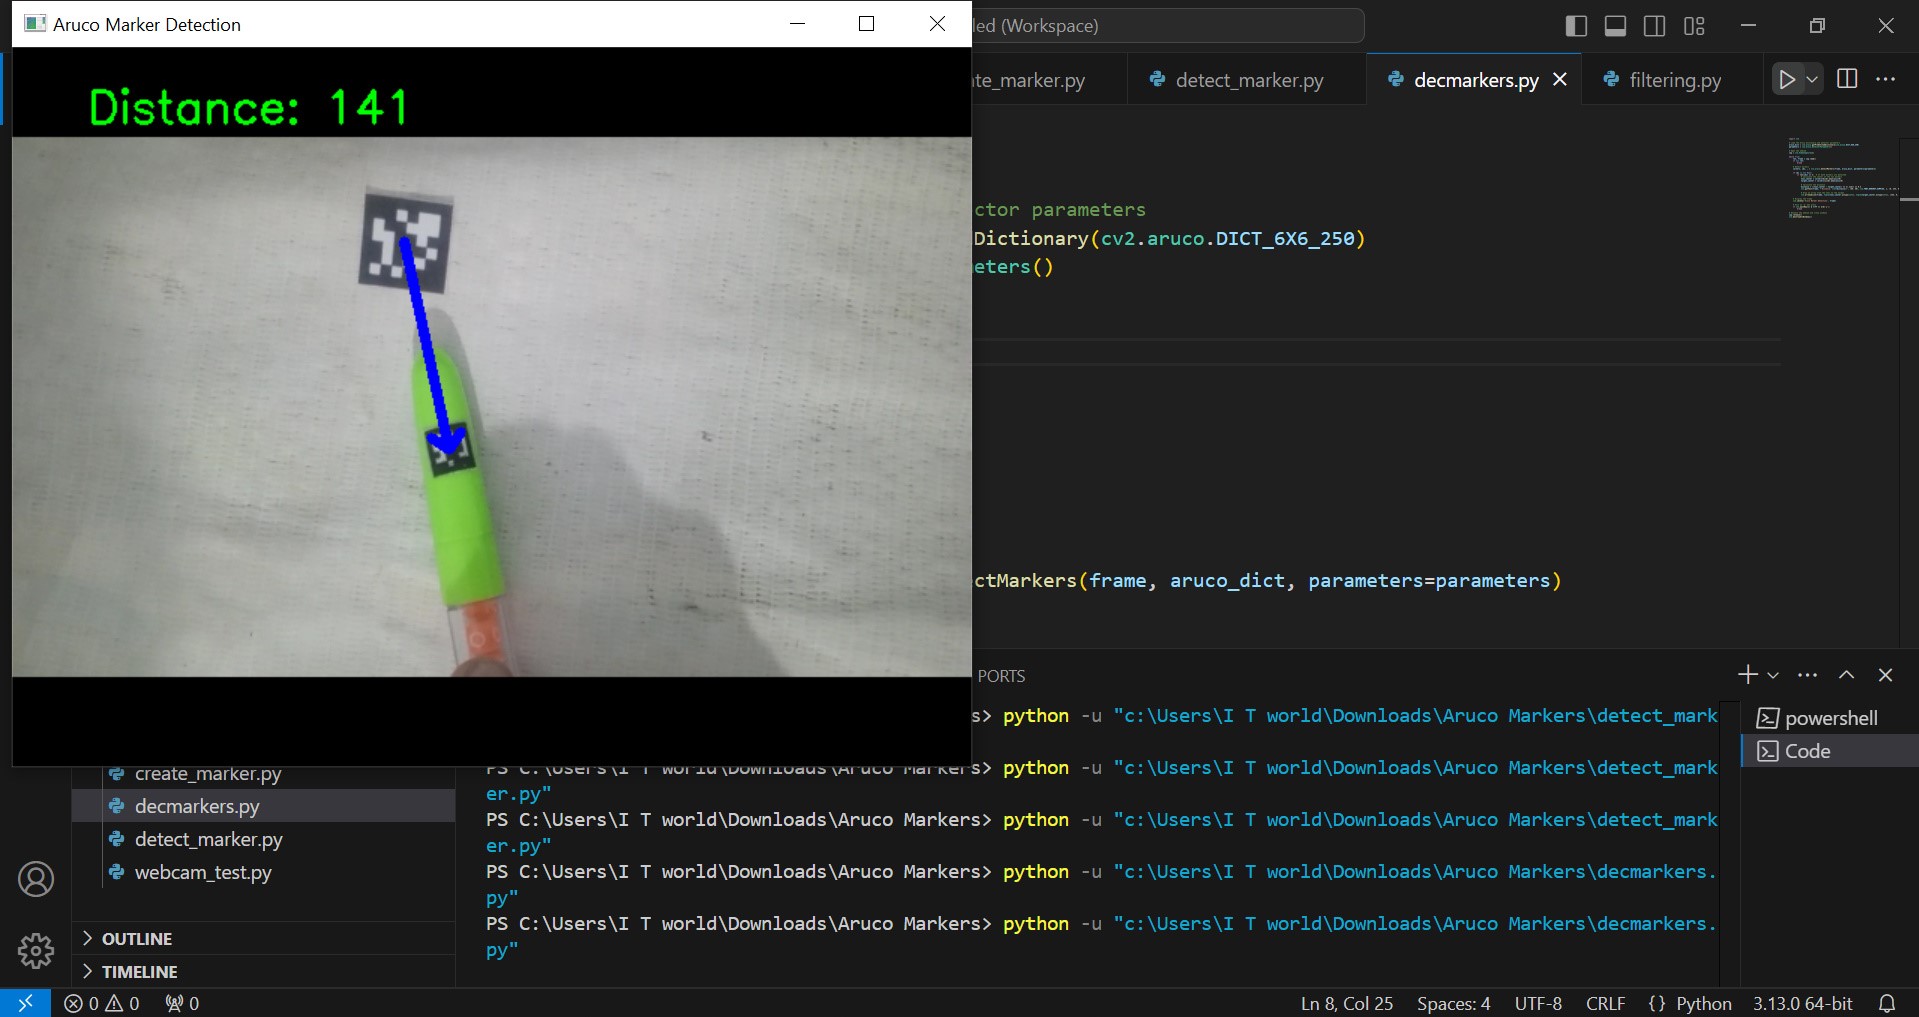 Aruco Marker Detection
led (Workspace)
te_marker.py
detect_marker.py
decmarkers.py
filtering.py
Distance: 141
ctor parameters
Dictionary(cv2.aruco.DICT_6X6_250)
eters()
ctMarkers(frame, aruco_dict, parameters=parameters)
PORTS
s> python -u "c:\Users\I T world\Downloads\Aruco Markers\detect_mark
PS C:\Users\I T world\Downloads\Aruco Markers> python -u "c:\Users\I T world\Downloads\Aruco Markers\detect_mark
er.py"
PS C:\Users\I T world\Downloads\Aruco Markers> python -u "c:\Users\I T world\Downloads\Aruco Markers\detect_mark
er.py"
PS C:\Users\I T world\Downloads\Aruco Markers> python -u "c:\Users\I T world\Downloads\Aruco Markers\decmarkers.
py"
PS C:\Users\I T world\Downloads\Aruco Markers> python -u "c:\Users\I T world\Downloads\Aruco Markers\decmarkers.
py"
powershell
Code
create_marker.py
decmarkers.py
detect_marker.py
webcam_test.py
OUTLINE
TIMELINE
0 0 0
Ln 8, Col 25 Spaces: 4 UTF-8 CRLF {} Python 3.13.0 64-bit